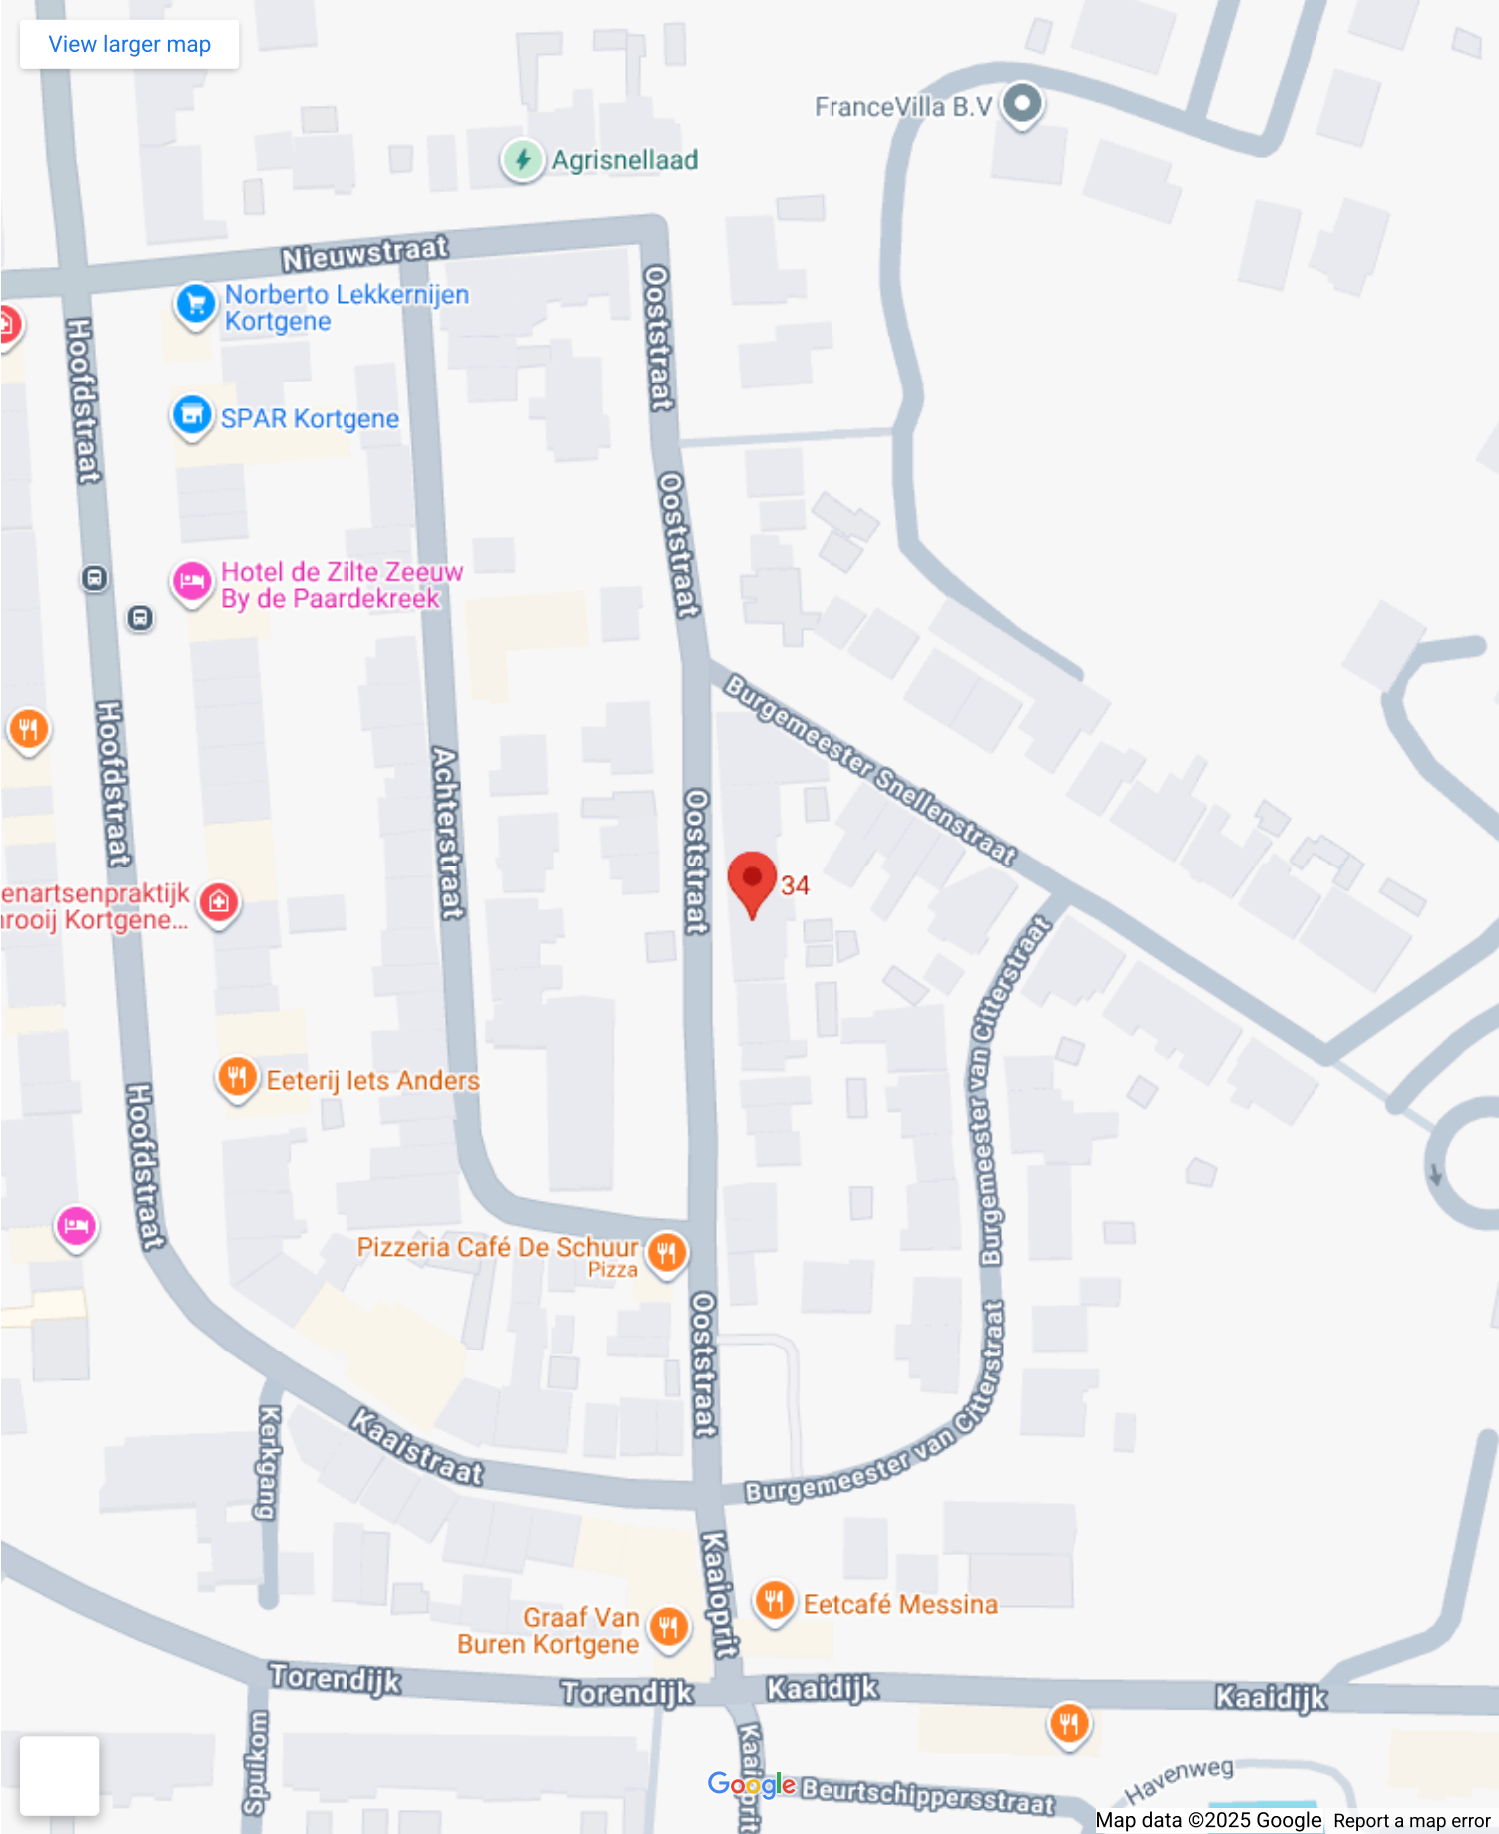 View larger map
FranceVilla B.V
Agrisnellaad
Nieuwstraat
Norberto Lekkernijen
Kortgene
Ooststraat
Hoofdstraat
SPAR Kortgene
Ooststraat
Hotel de Zilte Zeeuw
By de Paardekreek
Burgemeester Snellenstraat
Hoofdstraat
Achterstraat
Ooststraat
34
enartsenpraktijk
rooij Kortgene...
Burgemeester van Citterstraat
Eeterij Iets Anders
Hoofdstraat
Pizzeria Café De Schuur
Pizza
Ooststraat
Burgemeester van Citterstraat
Kaaistraat
Kerkgang
Kaaioprit
Eetcafé Messina
Graaf Van
Buren Kortgene
Torendijk
Torendijk
Kaaidijk
Kaaidijk
Spuikom
Kaaioprit
Havenweg
Google
Beurtschippersstraat
Map data ©2025 Google
Report a map error